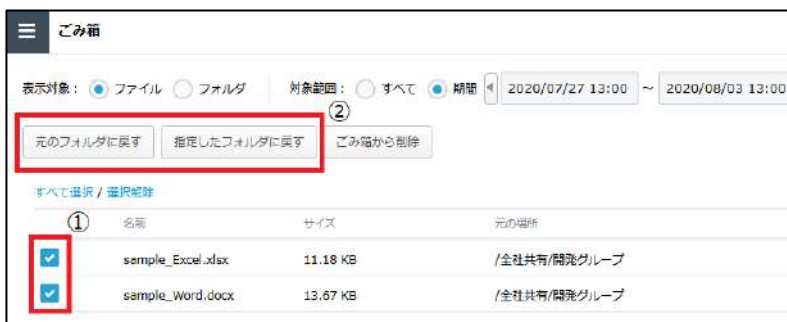 ごみ箱
表示対象： ファイル フォルダ 対象範囲： すべて 期間 2020/07/27 13:00 ～ 2020/08/03 13:00
②
元のフォルダに戻す 指定したフォルダに戻す ごみ箱から削除
すべて選択 / 選択解除
① 名前 サイズ 元の場所
sample_Excel.xlsx 11.18 KB /全社共有/開発グループ
sample_Word.docx 13.67 KB /全社共有/開発グループ